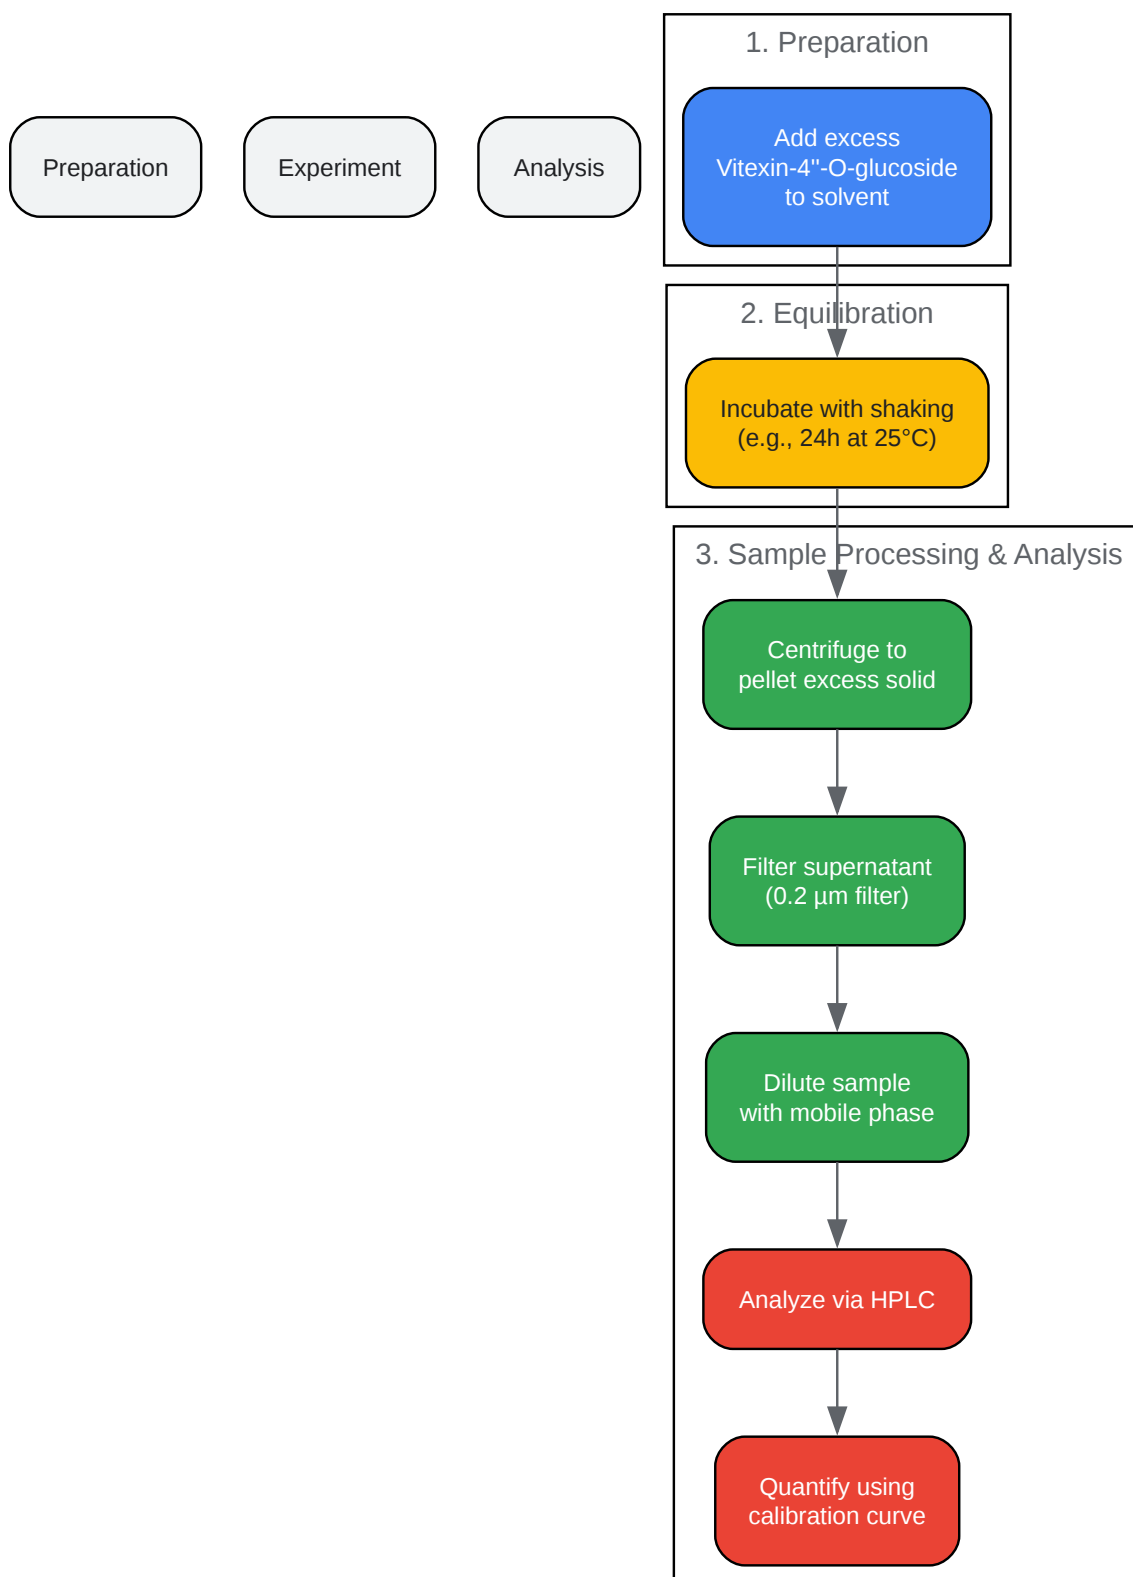 1. Preparation
Preparation
Experiment
Analysis
Add excess
Vitexin-4''-O-glucoside
to solvent
2. Equilibration
Incubate with shaking
(e.g., 24h at 25°C)
3. Sample Processing & Analysis
Centrifuge to
pellet excess solid
Filter supernatant
(0.2 µm filter)
Dilute sample
with mobile phase
Analyze via HPLC
Quantify using
calibration curve